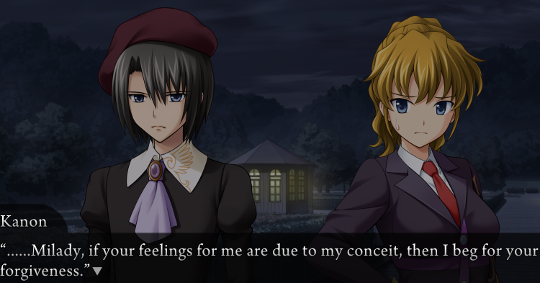 Kanon
“......Milady, if your feelings for me are due to my conceit, then I beg for your
forgiveness.”▼